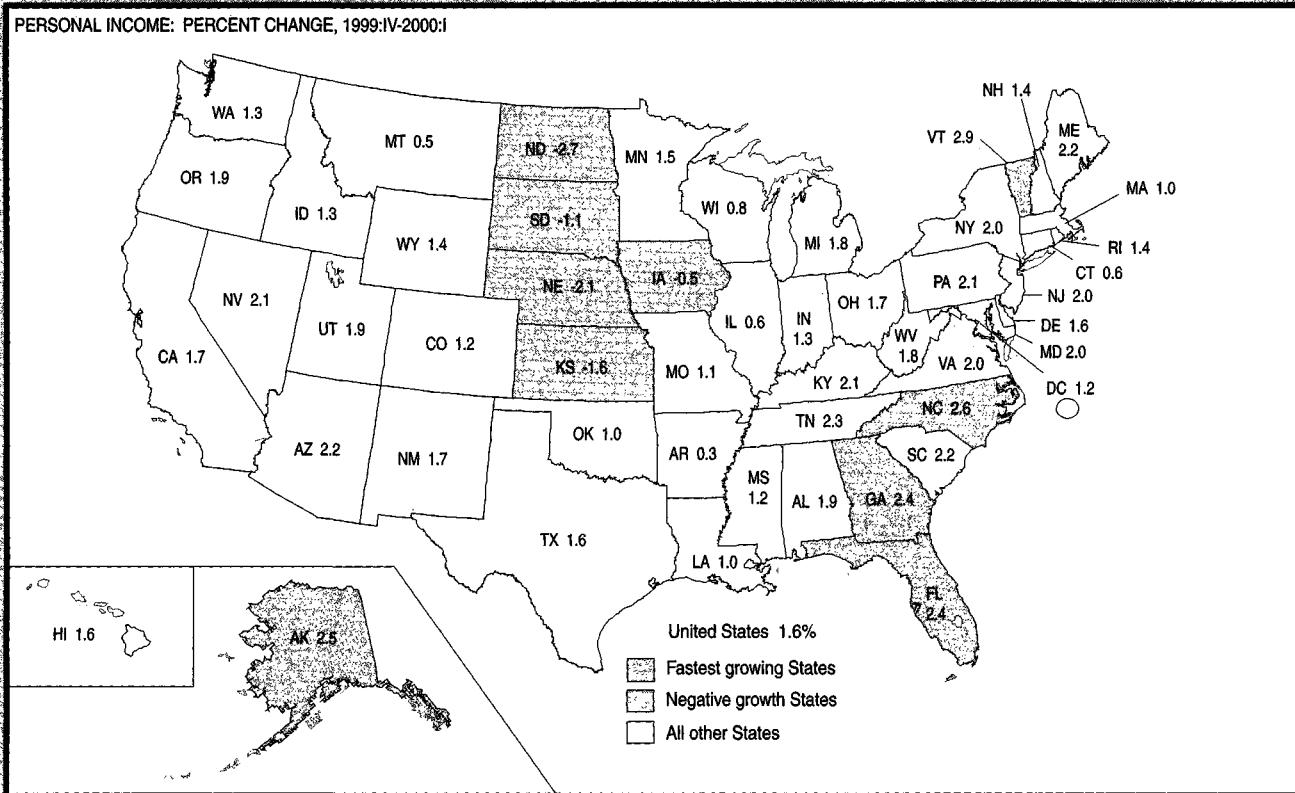 PERSONAL INCOME: PERCENT CHANGE, 1999:IV-2000:I
NH 1.4
WA 1.3
ME
2.2
MT 0.5
VT 2.9
ND -2.7
MN 1.5
OR 1.9
MA 1.0
ID 1.3
WI 0.8
SD -1.1
NY 2.0
WY 1.4
MI 1.8
RI 1.4
CT 0.6
IA -0.5
PA 2.1
NE -2.1
NJ 2.0
NV 2.1
OH 1.7
IL 0.6
IN
1.3
DE 1.6
UT 1.9
WV
1.8
CO 1.2
MD 2.0
CA 1.7
VA 2.0
KS -1.6
MO 1.1
KY 2.1
DC 1.2
NC 2.6
TN 2.3
OK 1.0
AZ 2.2
NM 1.7
AR 0.3
SC 2.2
MS
1.2
AL 1.9
GA 2.4
TX 1.6
LA 1.0
FL
2.4
HI 1.6
AK 2.5
United States 1.6%
Fastest growing States
Negative growth States
All other States